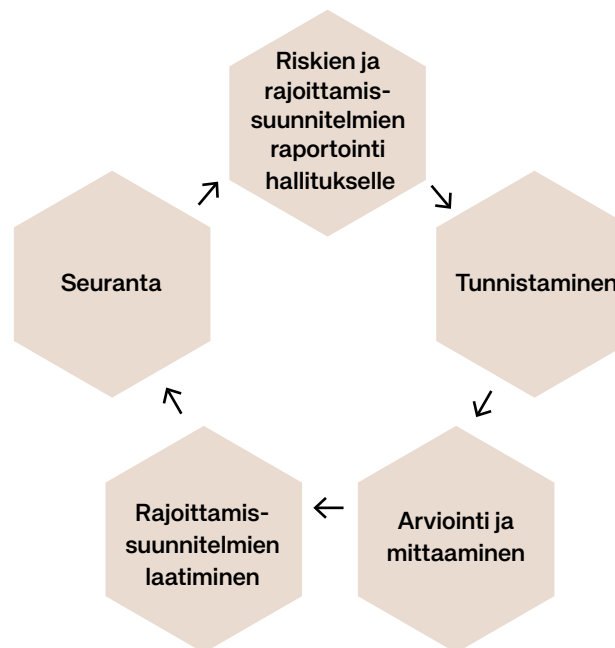 Riskien ja
rajoittamis-
suunnitelmien
raportointi
hallitukselle
Tunnistaminen
Arviointi ja
mittaaminen
Rajoittamis-
suunnitelmien
laatiminen
Seuranta